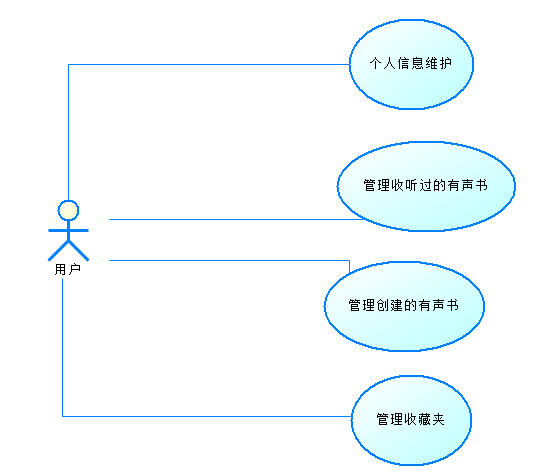 个人信息维护
管理收听过的有声书
用户
管理创建的有声书
管理收藏夹